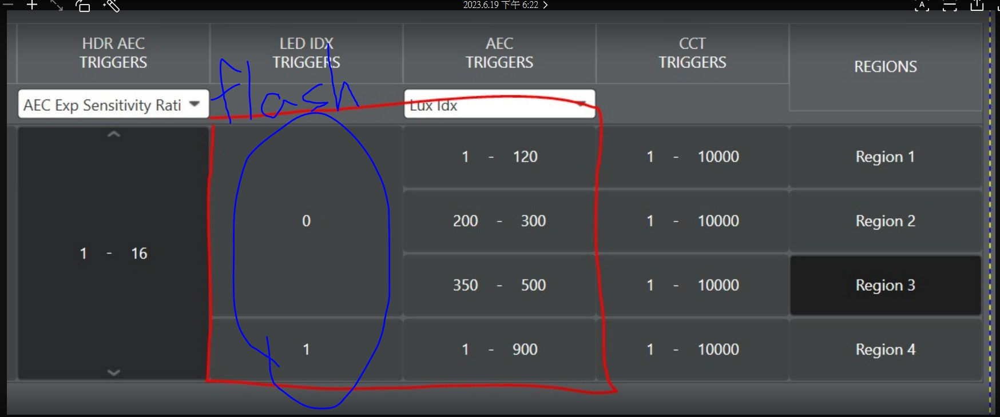 2023.6.19 下午 6:22 >
HDR AEC TRIGGERS
LED IDX TRIGGERS
AEC TRIGGERS
CCT TRIGGERS
REGIONS
Flash
AEC Exp Sensitivity Rati
Lux Idx
1 - 16
0
1 - 120
1 - 10000
Region 1
200 - 300
1 - 10000
Region 2
350 - 500
1 - 10000
Region 3
1
1 - 900
1 - 10000
Region 4